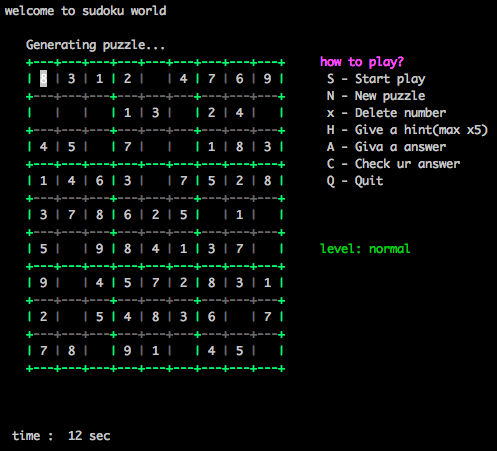 welcome to sudoku world
Generating puzzle...
+---+---+---+---+---+---+---+---+---+ how to play?
| 8 | 3 | 1 | 2 |   | 4 | 7 | 6 | 9 | S - Start play
+---+---+---+---+---+---+---+---+---+ N - New puzzle
|   |   |   | 1 | 3 |   | 2 | 4 |   | x - Delete number
+---+---+---+---+---+---+---+---+---+ H - Give a hint(max x5)
| 4 | 5 |   | 7 |   |   | 1 | 8 | 3 | A - Giva a answer
+---+---+---+---+---+---+---+---+---+ C - Check ur answer
| 1 | 4 | 6 | 3 |   | 7 | 5 | 2 | 8 | Q - Quit
+---+---+---+---+---+---+---+---+---+
| 3 | 7 | 8 | 6 | 2 | 5 |   | 1 |   |
+---+---+---+---+---+---+---+---+---+
| 5 |   | 9 | 8 | 4 | 1 | 3 | 7 |   | level: normal
+---+---+---+---+---+---+---+---+---+
| 9 |   | 4 | 5 | 7 | 2 | 8 | 3 | 1 |
+---+---+---+---+---+---+---+---+---+
| 2 |   | 5 | 4 | 8 | 3 | 6 |   | 7 |
+---+---+---+---+---+---+---+---+---+
| 7 | 8 |   | 9 | 1 |   | 4 | 5 |   |
+---+---+---+---+---+---+---+---+---+
time :  12 sec